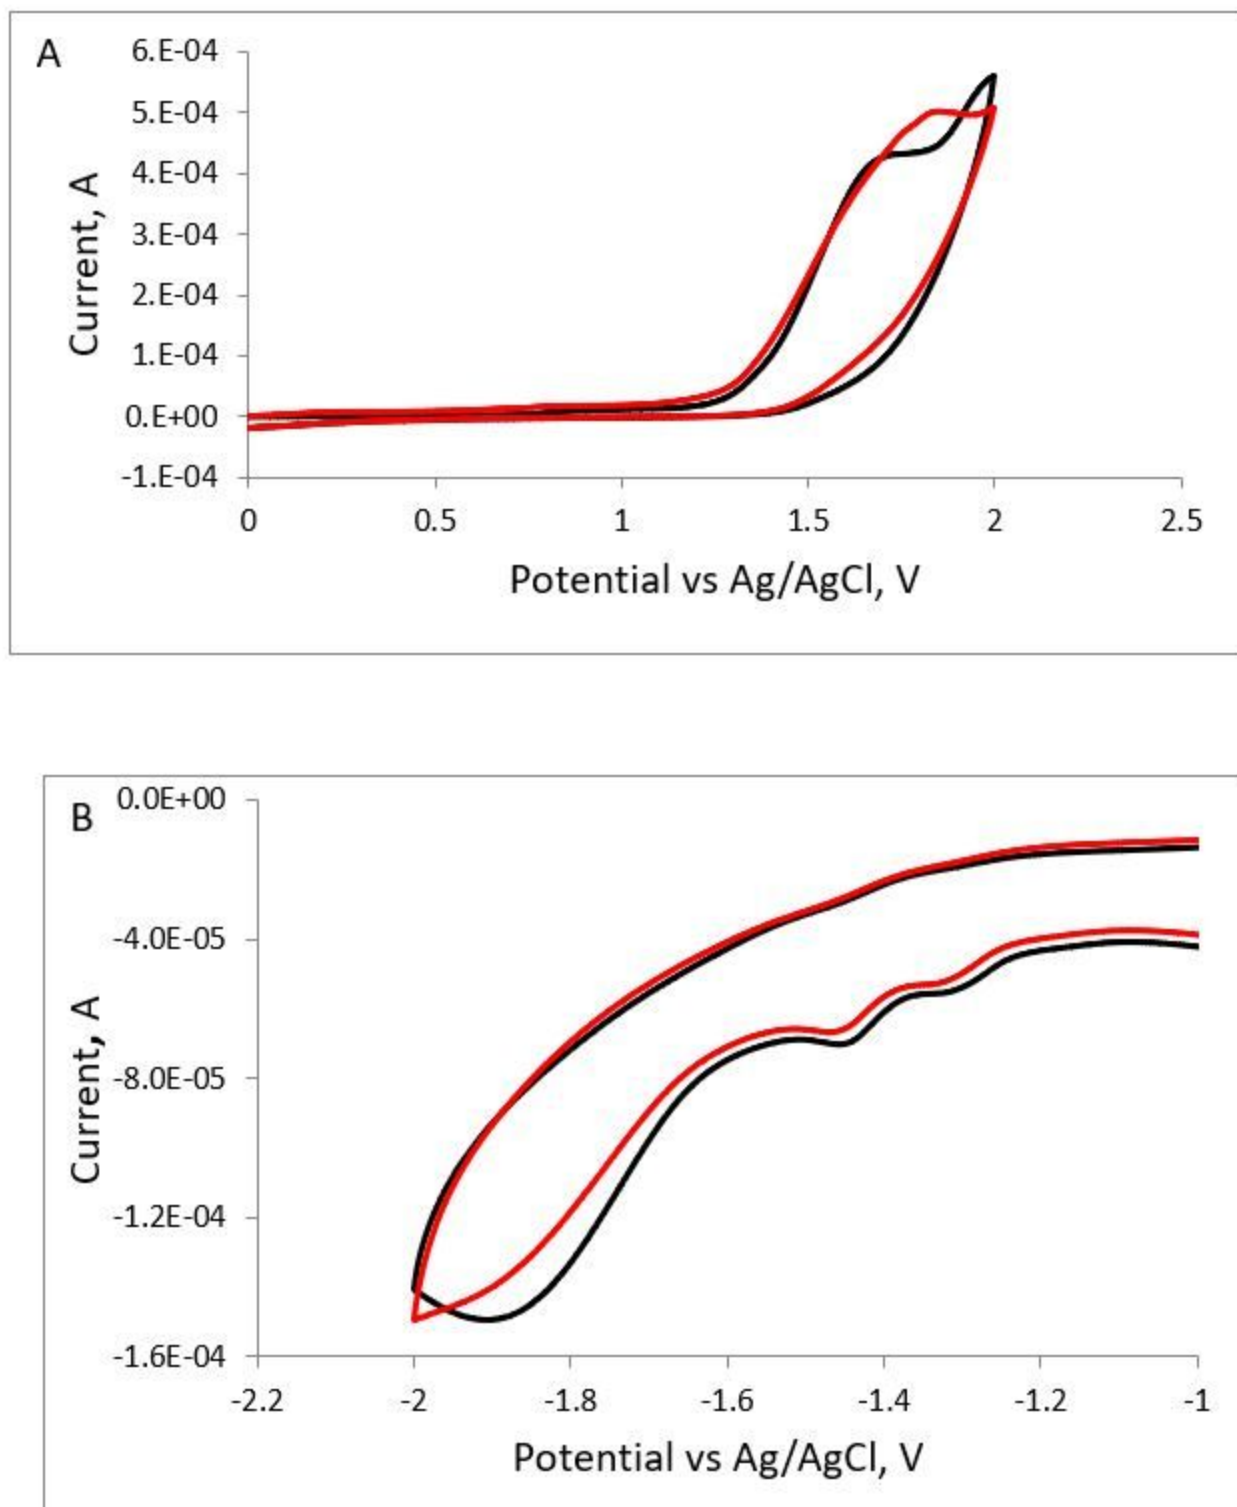 A
6.E-04
5.E-04
4.E-04
3.E-04
2.E-04
1.E-04
0.E+00
-1.E-04
Current, A
0 0.5 1 1.5 2 2.5
Potential vs Ag/AgCl, V
B
0.0E+00
-4.0E-05
-8.0E-05
-1.2E-04
-1.6E-04
Current, A
-2.2 -2 -1.8 -1.6 -1.4 -1.2 -1
Potential vs Ag/AgCl, V